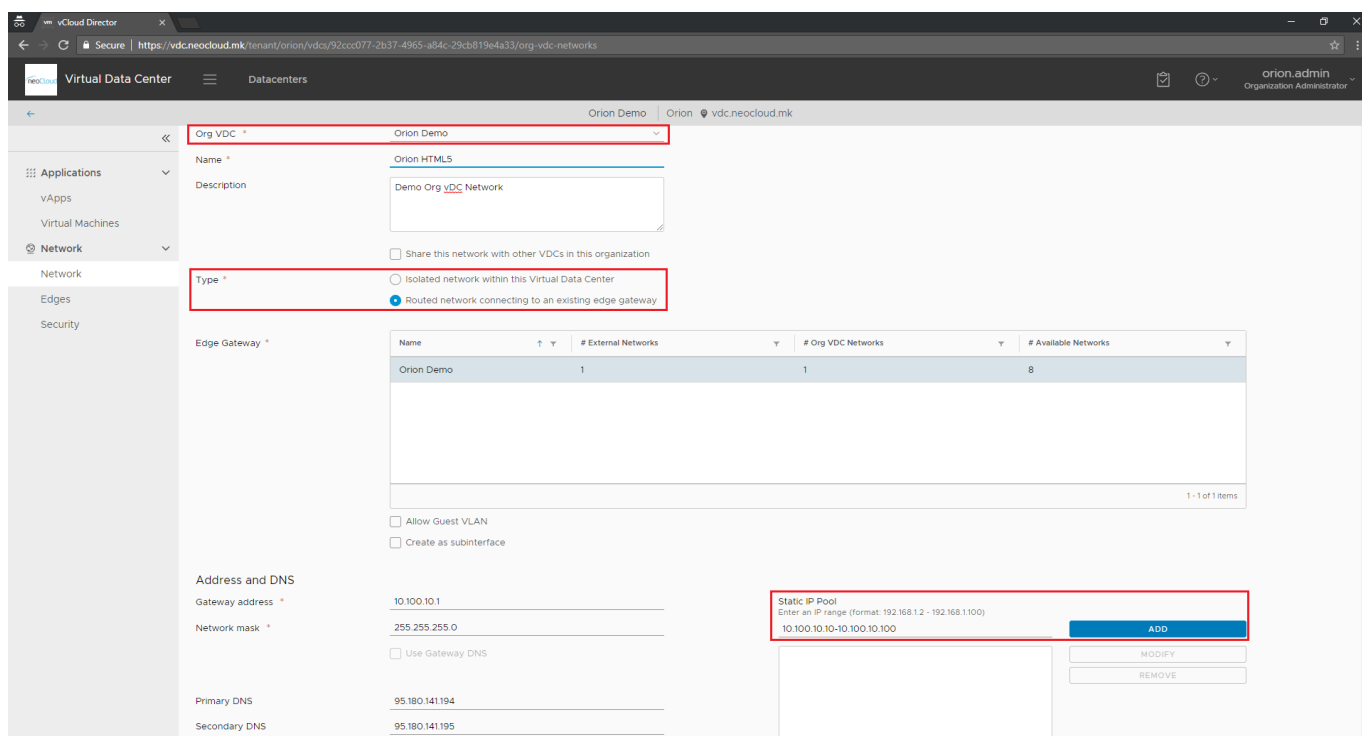 vm vCloud Director
Secure | https://vdc.neocloud.mk/tenant/orion/vdcs/92ccc077-2b37-4965-a84c-29cb819e4a33/org-vdc-networks
neoCloud Virtual Data Center Datacenters orion.admin
Organization Administrator
Orion Demo Orion vdc.neocloud.mk
Applications
vApps
Virtual Machines
Network
Network
Edges
Security
Org VDC * Orion Demo
Name * Orion HTML5
Description Demo Org vDC Network
Share this network with other VDCs in this organization
Type * Isolated network within this Virtual Data Center
Routed network connecting to an existing edge gateway
Edge Gateway * Name # External Networks # Org VDC Networks # Available Networks
Orion Demo 1 1 8
1 - 1 of 1 items
Allow Guest VLAN
Create as subinterface
Address and DNS
Gateway address * 10.100.10.1
Network mask * 255.255.255.0
Use Gateway DNS
Primary DNS 95.180.141.194
Secondary DNS 95.180.141.195
Static IP Pool
Enter an IP range (format: 192.168.1.2 - 192.168.1.100)
10.100.10.10-10.100.10.100 ADD
MODIFY
REMOVE